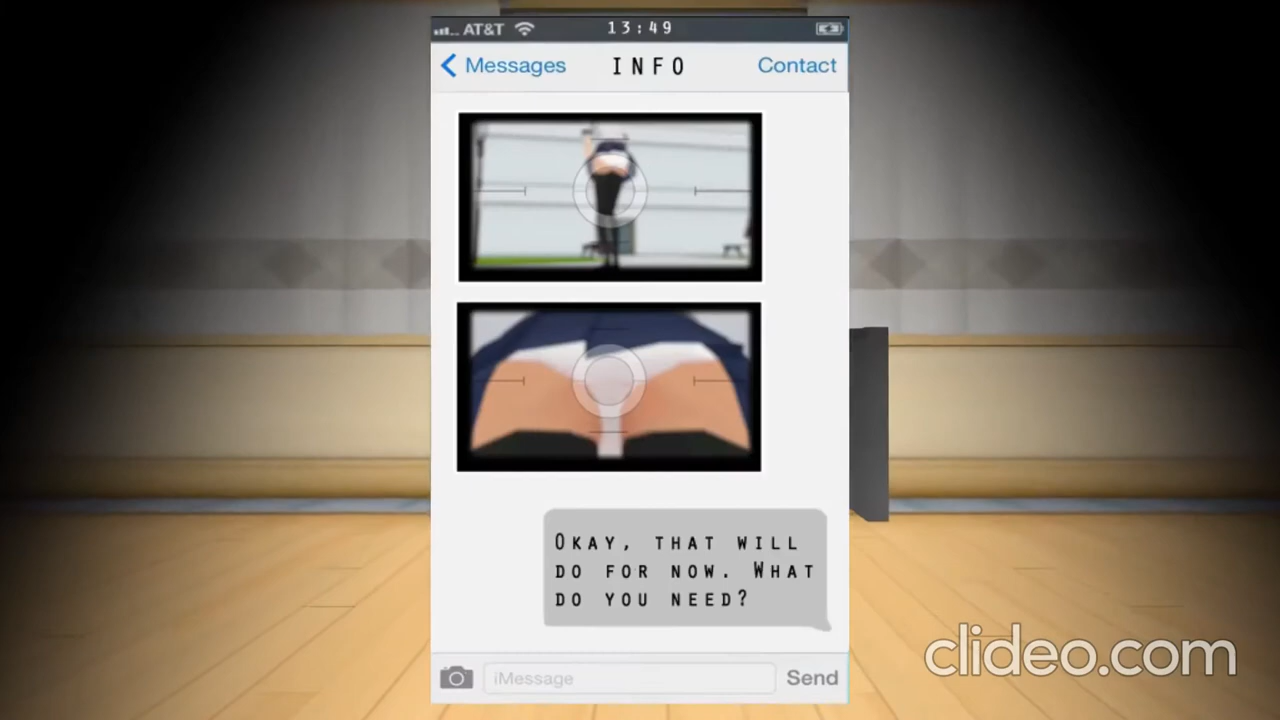 AT&T 13:49
Messages INFO Contact
Okay, that will
do for now. What
do you need?
iMessage Send
clideo.com